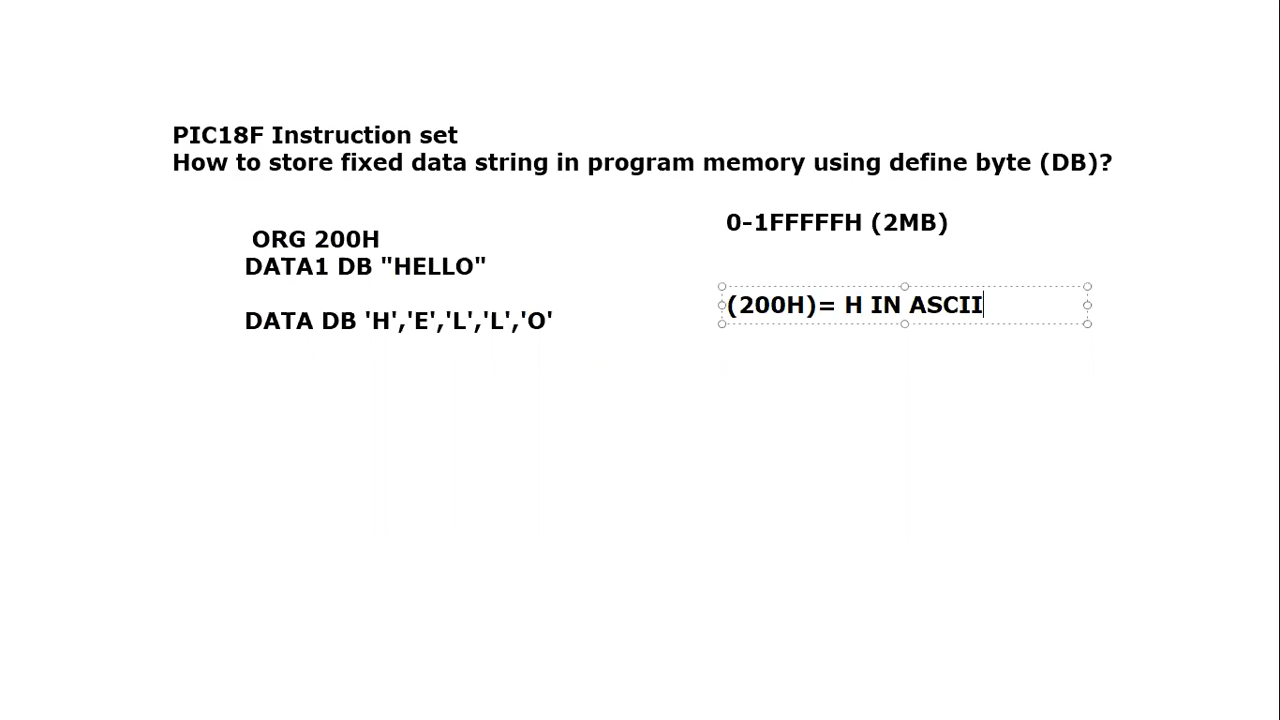 PIC18F Instruction set
How to store fixed data string in program memory using define byte (DB)?
ORG 200H
DATA1 DB "HELLO"
DATA DB 'H','E','L','L','O'
0-1FFFFFH (2MB)
(200H)= H IN ASCII